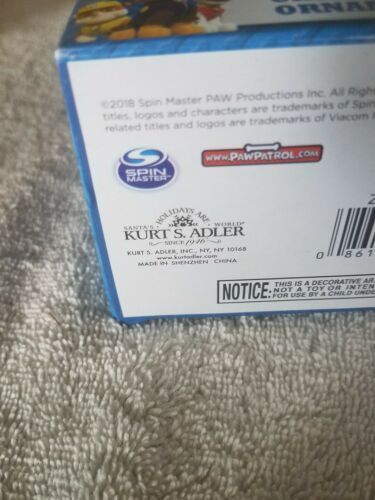 ORNA
©2018 Spin Master PAW Productions Inc. All Rig
titles, logos and characters are trademarks of Spin
related titles and logos are trademarks of Viacom I
SPIN
MASTER™
www.PAWPATROL.com
HOLIDAYS ARE
SANTA'S WORLD®
KURT S. ADLER
SINCE 1946
KURT S. ADLER, INC., NY, NY 10168
www.kurtadler.com
MADE IN SHENZHEN CHINA
0 861
NOTICE:
THIS IS A DECORATIVE AR
NOT A TOY OR INTEN
FOR USE BY A CHILD UNDE